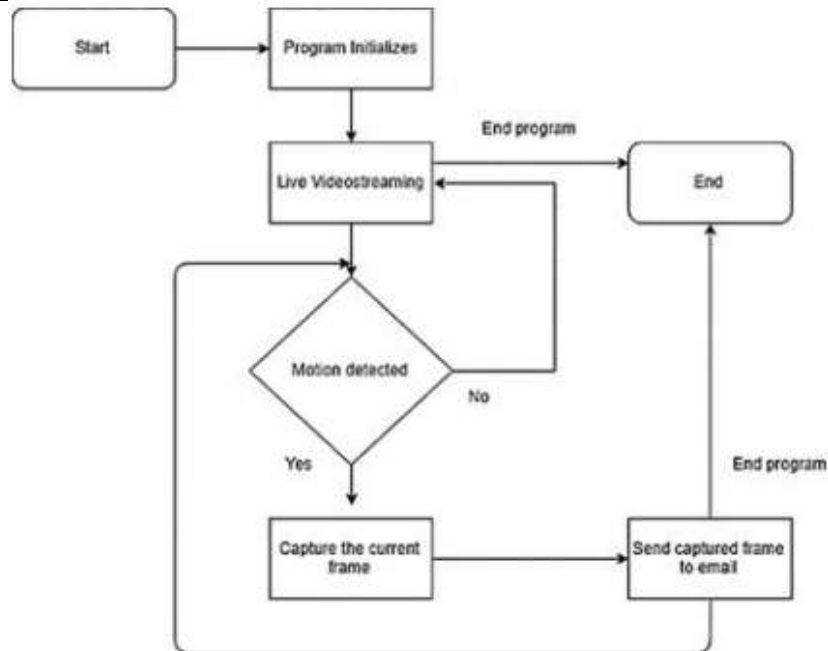 Start
Program Initializes
End program
Live Videostreaming
End
Motion detected
No
Yes
End program
Capture the current
frame
Send captured frame
to email